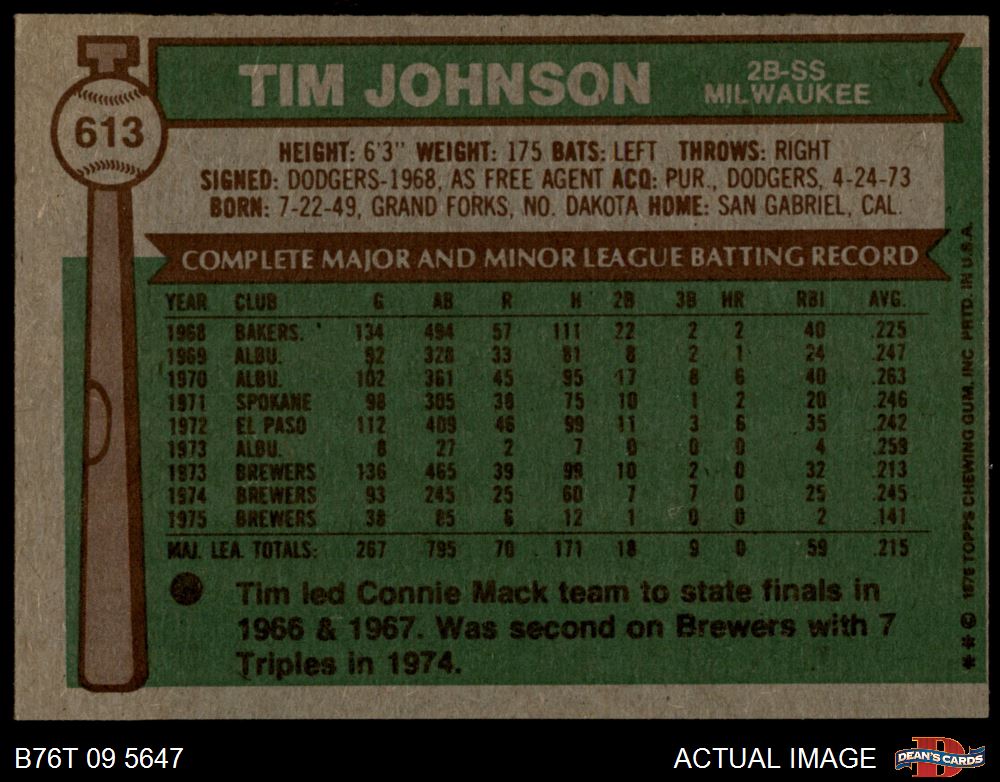 TIM JOHNSON
2B-SS
MILWAUKEE
613
HEIGHT: 6'3" WEIGHT: 175 BATS: LEFT THROWS: RIGHT
SIGNED: DODGERS-1968, AS FREE AGENT ACQ: PUR., DODGERS, 4-24-73
BORN: 7-22-49, GRAND FORKS, NO. DAKOTA HOME: SAN GABRIEL, CAL.
COMPLETE MAJOR AND MINOR LEAGUE BATTING RECORD
YEAR CLUB G AB R H 2B 3B HR RBI AVG.
1968 BAKERS. 134 494 57 111 22 2 2 40 .225
1969 ALBU. 92 328 33 81 8 2 1 24 .247
1970 ALBU. 102 361 45 95 17 8 6 40 .263
1971 SPOKANE 98 305 38 75 10 1 2 20 .246
1972 EL PASO 112 409 46 99 11 3 6 35 .242
1973 ALBU. 8 27 2 7 0 0 0 4 .259
1973 BREWERS 136 465 39 99 10 2 0 32 .213
1974 BREWERS 93 245 25 60 7 7 0 25 .245
1975 BREWERS 38 85 6 12 1 0 0 2 .141
MAJ. LEA. TOTALS: 267 795 70 171 18 9 0 59 .215
Tim led Connie Mack team to state finals in
1966 & 1967. Was second on Brewers with 7
Triples in 1974.
** © 1976 TOPPS CHEWING GUM, INC. PRTD. IN U.S.A.
B76T 09 5647
ACTUAL IMAGE
DEAN'S CARDS